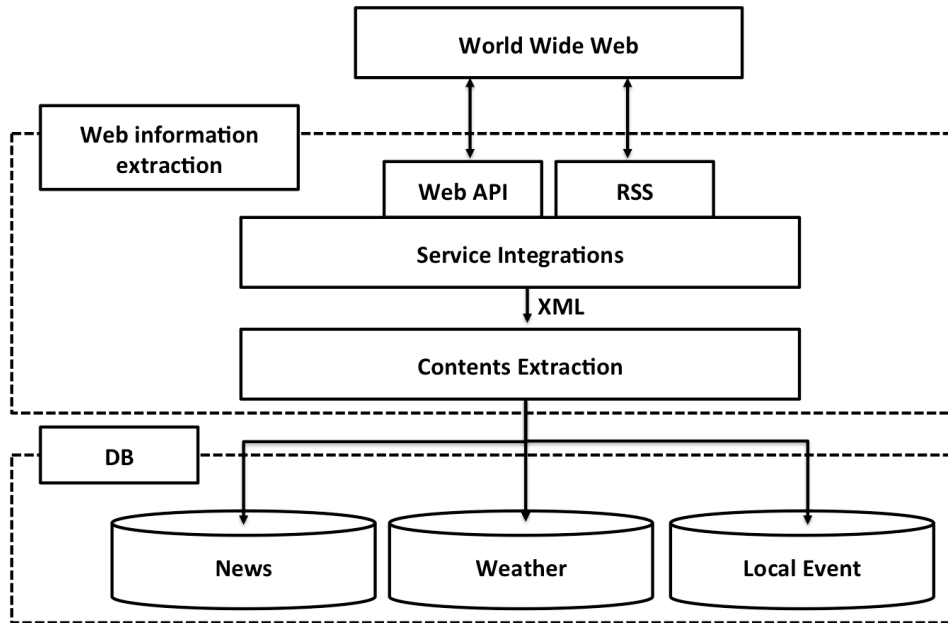 World Wide Web
Web information
extraction
Web API
RSS
Service Integrations
XML
Contents Extraction
DB
News
Weather
Local Event